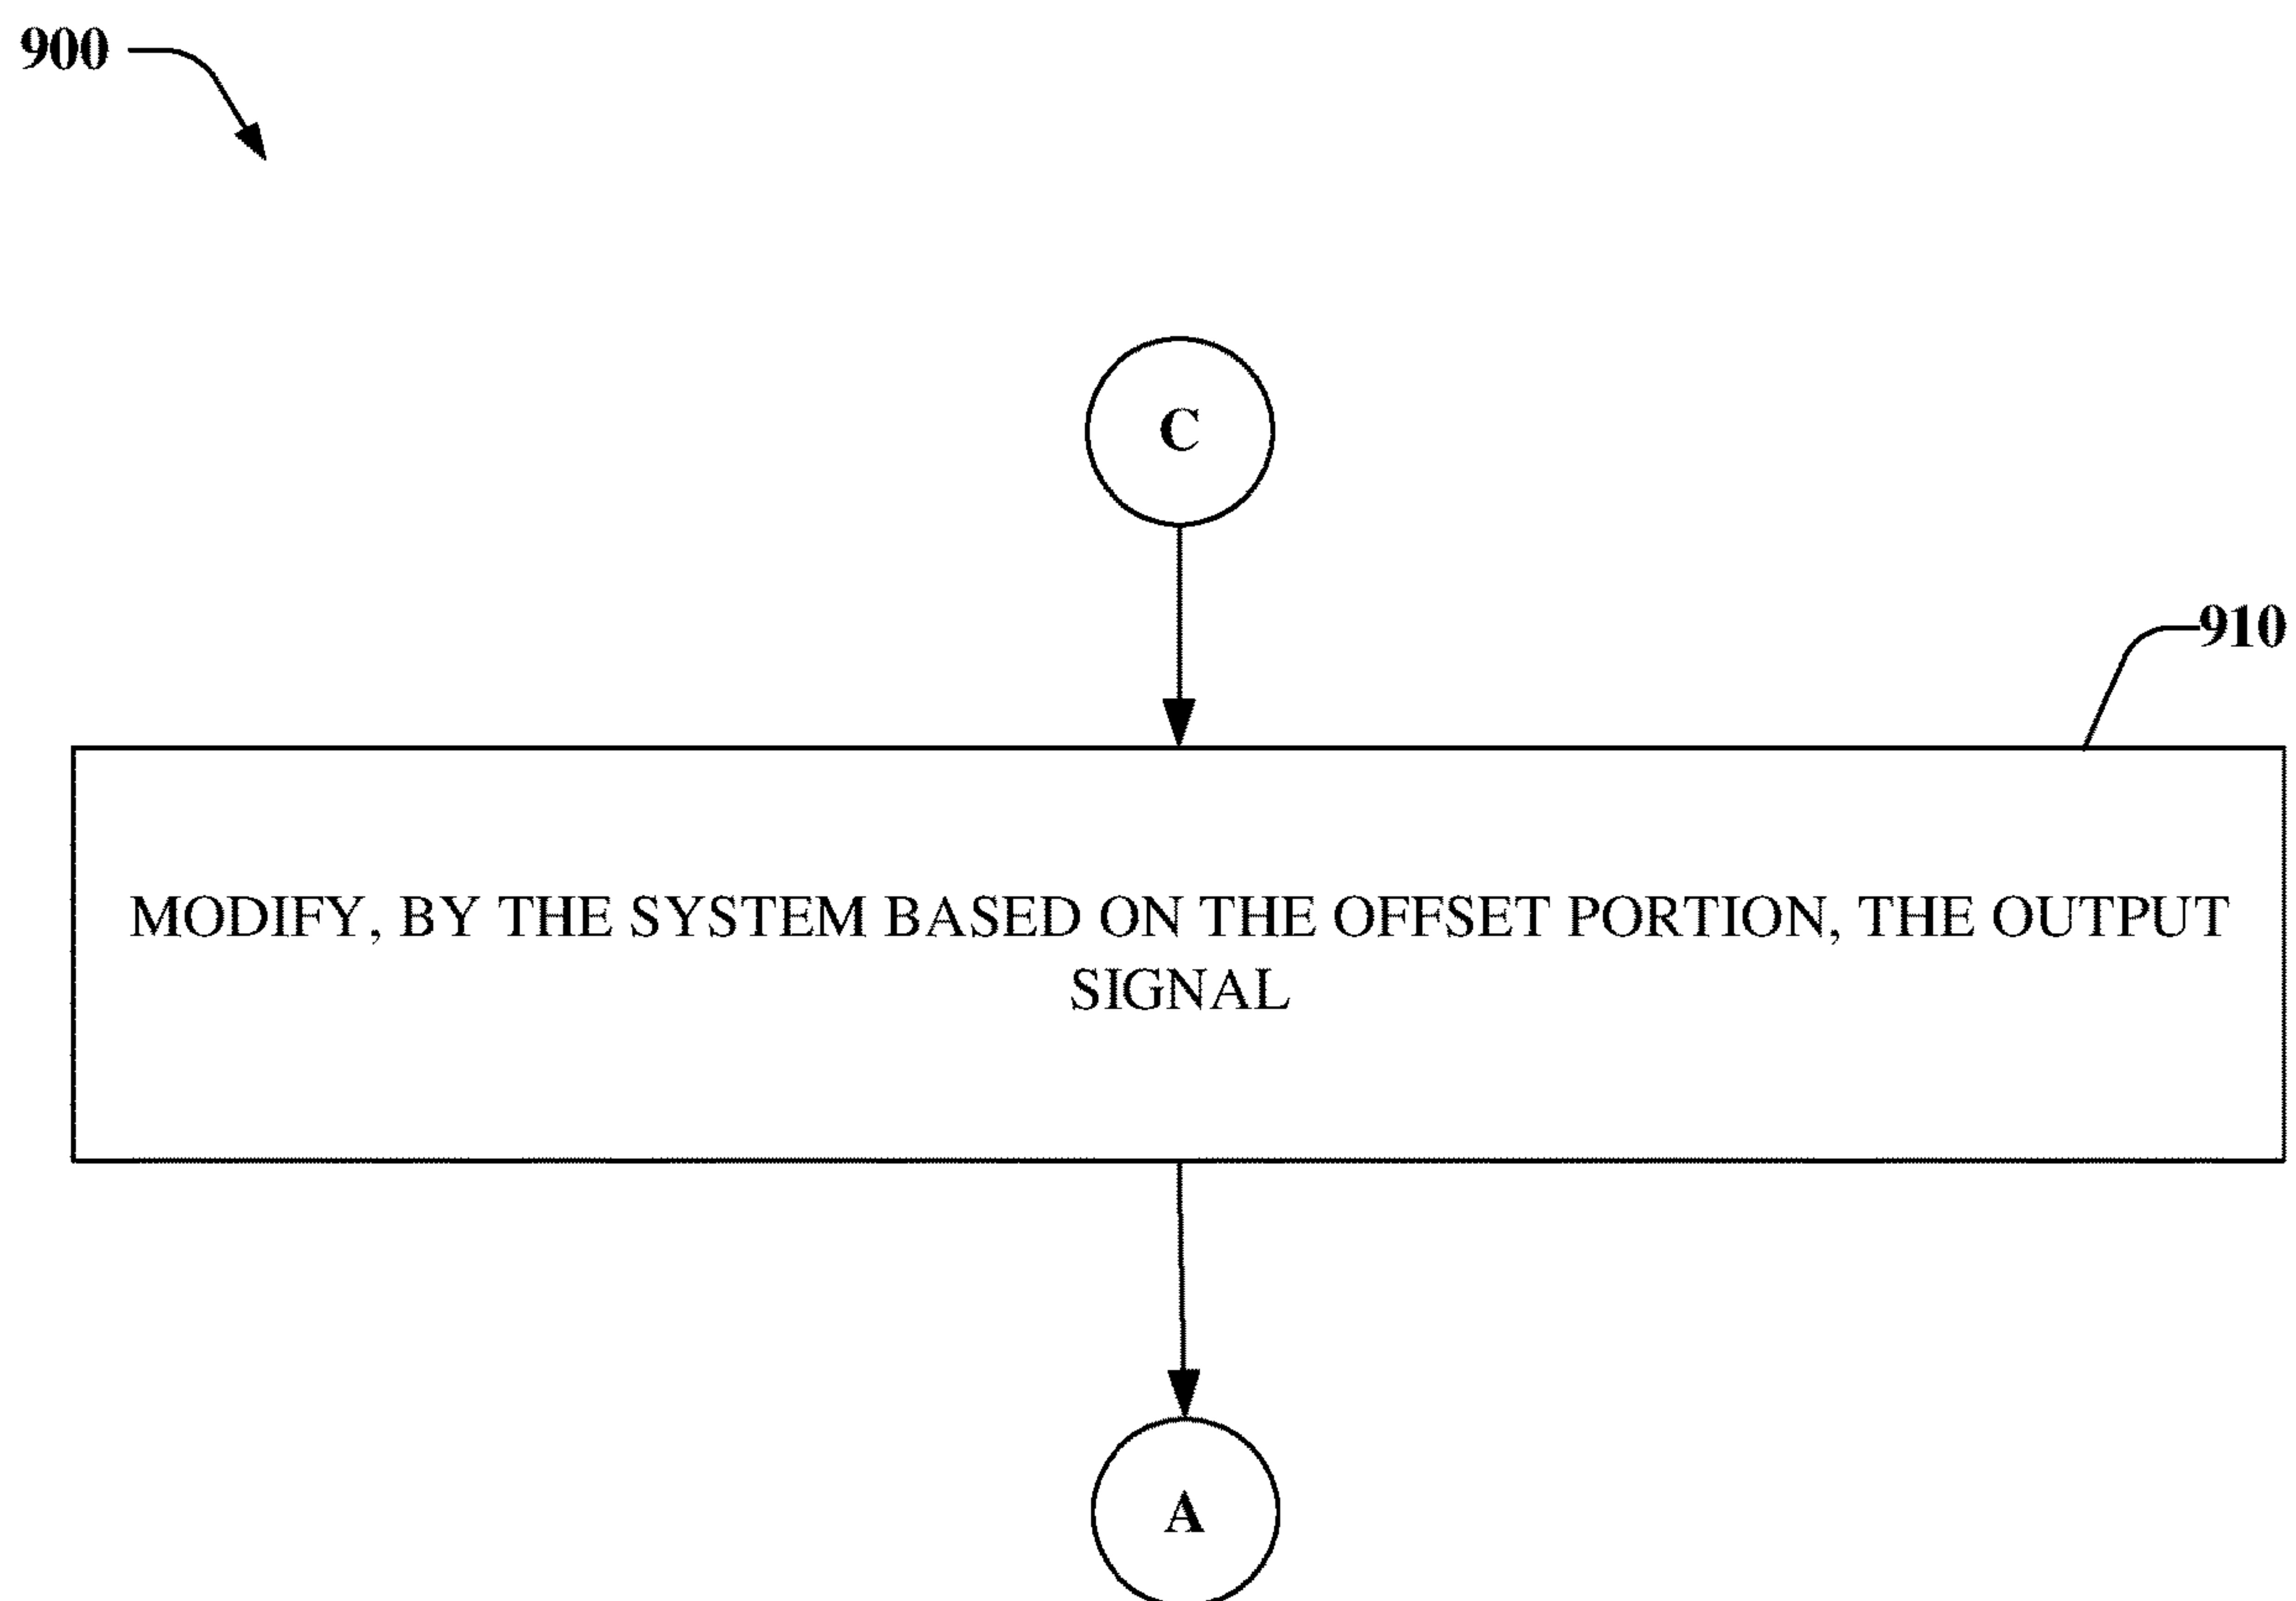 900
C
910
MODIFY, BY THE SYSTEM BASED ON THE OFFSET PORTION, THE OUTPUT
SIGNAL
A